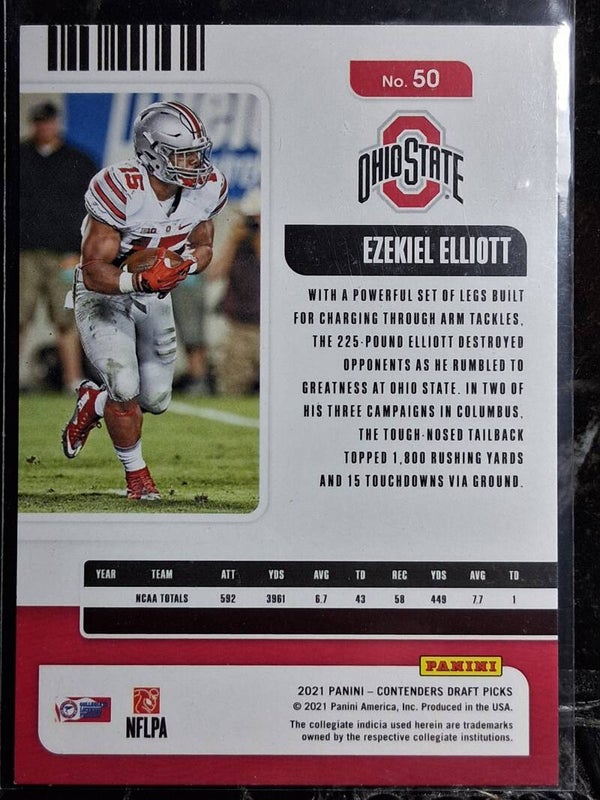 No. 50
OHIO STATE
15
15
EZEKIEL ELLIOTT
WITH A POWERFUL SET OF LEGS BUILT
FOR CHARGING THROUGH ARM TACKLES,
THE 225-POUND ELLIOTT DESTROYED
OPPONENTS AS HE RUMBLED TO
GREATNESS AT OHIO STATE. IN TWO OF
HIS THREE CAMPAIGNS IN COLUMBUS,
THE TOUGH-NOSED TAILBACK
TOPPED 1,800 RUSHING YARDS
AND 15 TOUCHDOWNS VIA GROUND.
YEAR TEAM ATT YDS AVG TD REC YDS AVG TD
NCAA TOTALS 592 3961 6.7 43 58 449 7.7 1
PANINI
2021 PANINI – CONTENDERS DRAFT PICKS
© 2021 Panini America, Inc. Produced in the USA.
The collegiate indicia used herein are trademarks
owned by the respective collegiate institutions.
NFLPA